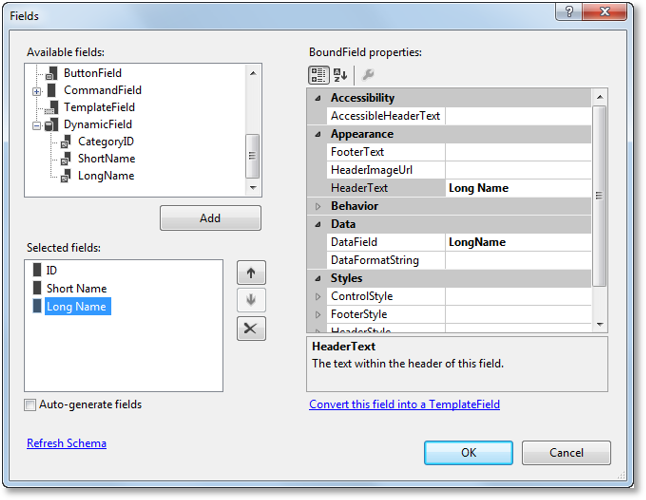 Fields
Available fields:
ButtonField
CommandField
TemplateField
DynamicField
CategoryID
ShortName
LongName
Add
Selected fields:
ID
Short Name
Long Name
Auto-generate fields
Refresh Schema
BoundField properties:
Accessibility
AccessibleHeaderText
Appearance
FooterText
HeaderImageUrl
HeaderText Long Name
Behavior
Data
DataField LongName
DataFormatString
Styles
ControlStyle
FooterStyle
HeaderStyle
HeaderText
The text within the header of this field.
Convert this field into a TemplateField
OK Cancel